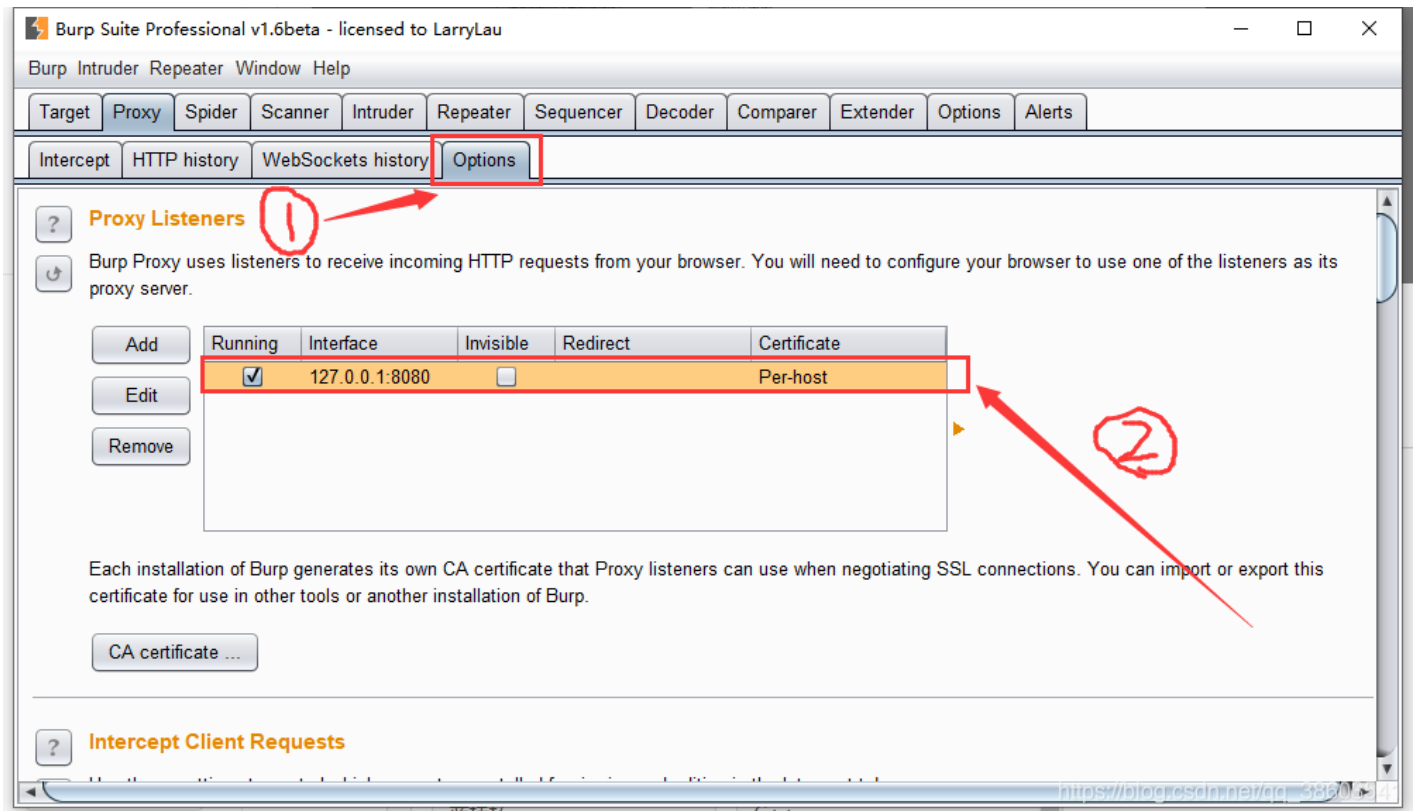 Burp Suite Professional v1.6beta - licensed to LarryLau
Burp Intruder Repeater Window Help
Target Proxy Spider Scanner Intruder Repeater Sequencer Decoder Comparer Extender Options Alerts
Intercept HTTP history WebSockets history Options
? Proxy Listeners
1
Burp Proxy uses listeners to receive incoming HTTP requests from your browser. You will need to configure your browser to use one of the listeners as its
proxy server.
Add
Edit
Remove
Running Interface Invisible Redirect Certificate
127.0.0.1:8080 Per-host
2
Each installation of Burp generates its own CA certificate that Proxy listeners can use when negotiating SSL connections. You can import or export this
certificate for use in other tools or another installation of Burp.
CA certificate ...
? Intercept Client Requests